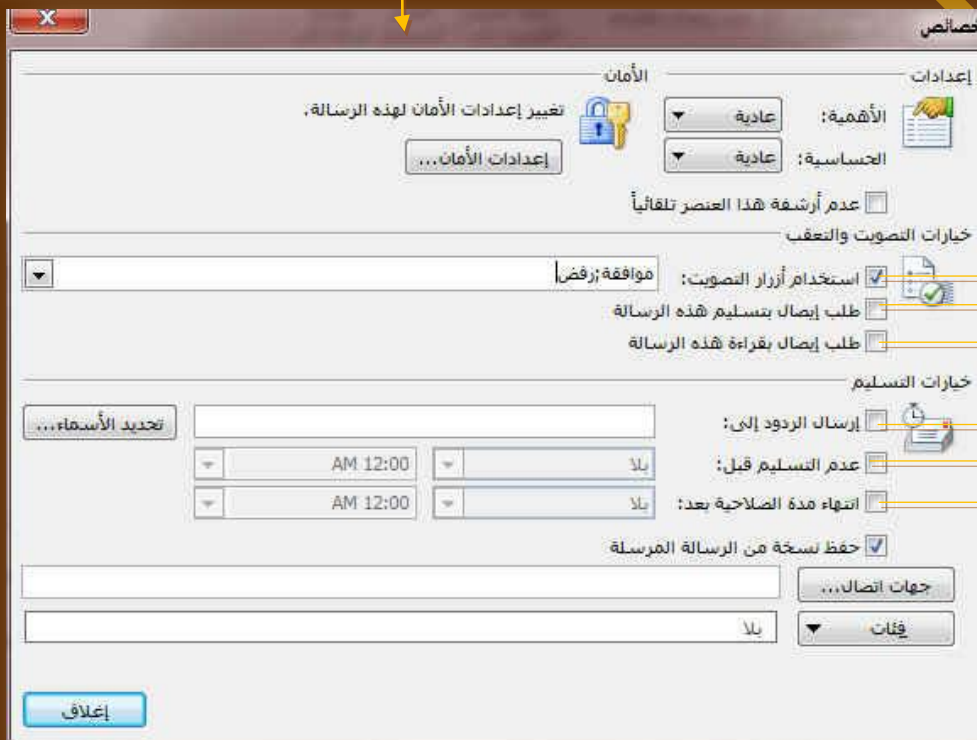 خصائص
إعدادات
الأهمية: عادية
الحساسية: عادية
الأمان
تغيير إعدادات الأمان لهذه الرسالة.
إعدادات الأمان...
عدم أرشفة هذا العنصر تلقائياً
خيارات التصويت والتعقب
استخدام أزرار التصويت: موافقة;رفض
طلب إيصال بتسليم هذه الرسالة
طلب إيصال بقراءة هذه الرسالة
خيارات التسليم
إرسال الردود إلى: تحديد الأسماء...
عدم التسليم قبل: بلا 12:00 AM
انتهاء مدة الصلاحية بعد: بلا 12:00 AM
حفظ نسخة من الرسالة المرسلة
جهات اتصال...
فئات بلا
إغلاق